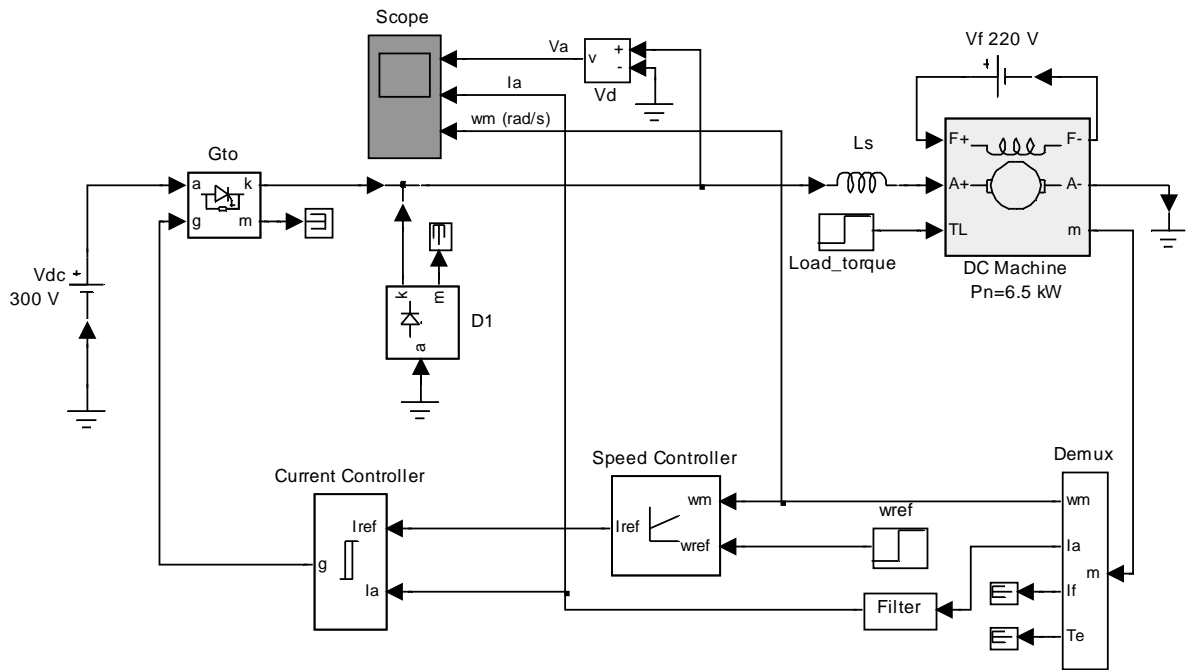 Scope
Vf 220 V
+
Va
v
+
-
Vd
Ia
wm (rad/s)
F+
F-
Gto
Ls
a
k
A+
A-
g
m
TL
m
Load_torque
DC Machine
Pn=6.5 kW
Vdc
+
300 V
k
m
a
D1
Current Controller
Speed Controller
Demux
wm
wm
wref
Iref
Iref
wref
Ia
g
m
Ia
If
Filter
Te